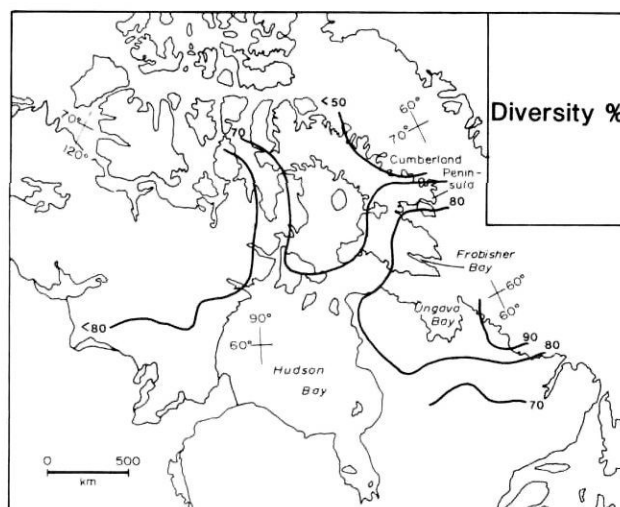 Diversity %
<50
60°
70°
70
70°
120°
Cumberland
Penin-
sula
80
Frobisher
Bay
60°
60°
Ungava
Bay
<80
90°
60°
90
80
Hudson
Bay
70
0 500
km